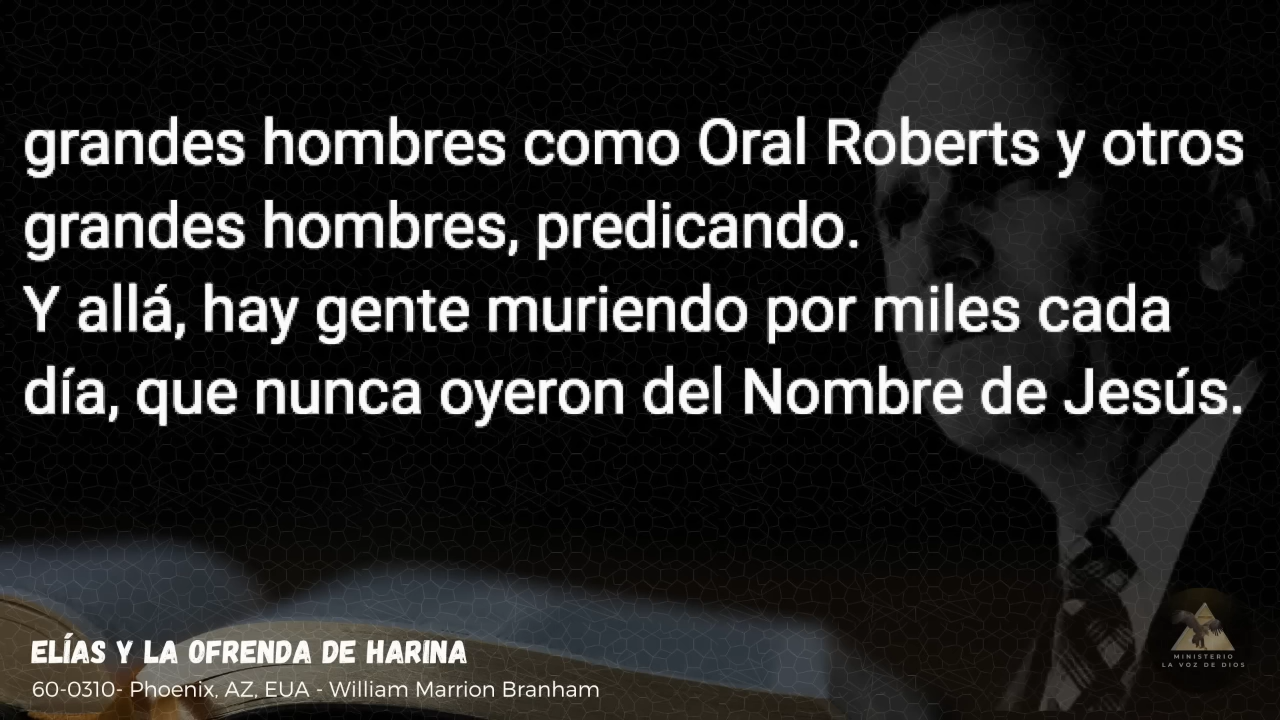 grandes hombres como Oral Roberts y otros
grandes hombres, predicando.
Y allá, hay gente muriendo por miles cada
día, que nunca oyeron del Nombre de Jesús.
ELÍAS Y LA OFRENDA DE HARINA
60-0310- Phoenix, AZ, EUA - William Marrion Branham
MINISTERIO
LA VOZ DE DIOS